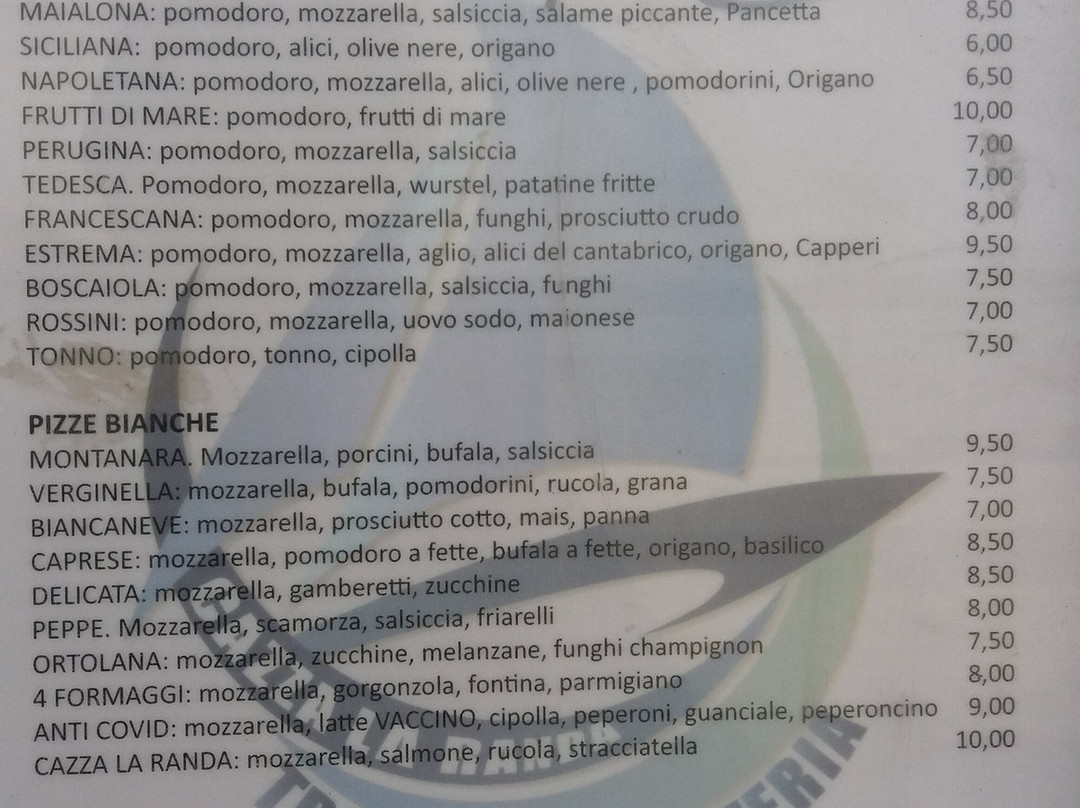 MAIALONA: pomodoro, mozzarella, salsiccia, salame piccante, Pancetta 8,50
SICILIANA: pomodoro, alici, olive nere, origano 6,00
NAPOLETANA: pomodoro, mozzarella, alici, olive nere , pomodorini, Origano 6,50
FRUTTI DI MARE: pomodoro, frutti di mare 10,00
PERUGINA: pomodoro, mozzarella, salsiccia 7,00
TEDESCA. Pomodoro, mozzarella, wurstel, patatine fritte 7,00
FRANCESCANA: pomodoro, mozzarella, funghi, prosciutto crudo 8,00
ESTREMA: pomodoro, mozzarella, aglio, alici del cantabrico, origano, Capperi 9,50
BOSCAIOLA: pomodoro, mozzarella, salsiccia, funghi 7,50
ROSSINI: pomodoro, mozzarella, uovo sodo, maionese 7,00
TONNO: pomodoro, tonno, cipolla 7,50
PIZZE BIANCHE
MONTANARA. Mozzarella, porcini, bufala, salsiccia 9,50
VERGINELLA: mozzarella, bufala, pomodorini, rucola, grana 7,50
BIANCANEVE: mozzarella, prosciutto cotto, mais, panna 7,00
CAPRESE: mozzarella, pomodoro a fette, bufala a fette, origano, basilico 8,50
DELICATA: mozzarella, gamberetti, zucchine 8,50
PEPPE. Mozzarella, scamorza, salsiccia, friarelli 8,00
ORTOLANA: mozzarella, zucchine, melanzane, funghi champignon 7,50
4 FORMAGGI: mozzarella, gorgonzola, fontina, parmigiano 8,00
ANTI COVID: mozzarella, latte VACCINO, cipolla, peperoni, guanciale, peperoncino 9,00
CAZZA LA RANDA: mozzarella, salmone, rucola, stracciatella 10,00
CAZZA LA RANDA